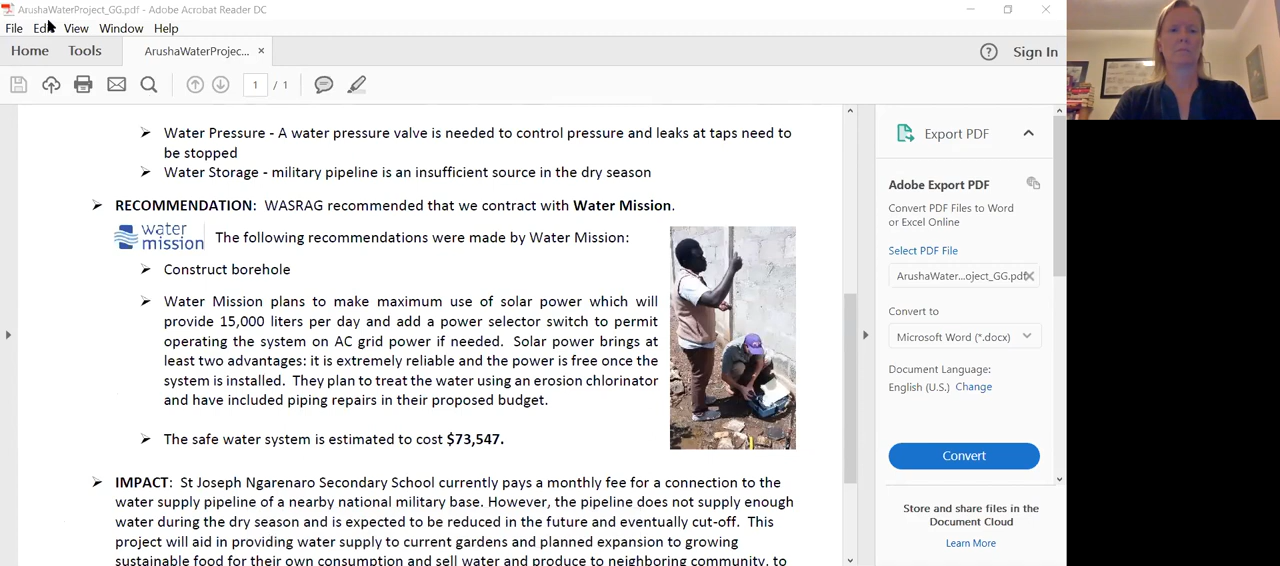 ArushaWaterProject_GG.pdf - Adobe Acrobat Reader DC
File Edit View Window Help
Home Tools ArushaWaterProjec... × Sign In
1 / 1
➢ Water Pressure - A water pressure valve is needed to control pressure and leaks at taps need to
be stopped
➢ Water Storage - military pipeline is an insufficient source in the dry season
➢ RECOMMENDATION: WASRAG recommended that we contract with Water Mission.
water
mission
The following recommendations were made by Water Mission:
➢ Construct borehole
➢ Water Mission plans to make maximum use of solar power which will
provide 15,000 liters per day and add a power selector switch to permit
operating the system on AC grid power if needed. Solar power brings at
least two advantages: it is extremely reliable and the power is free once the
system is installed. They plan to treat the water using an erosion chlorinator
and have included piping repairs in their proposed budget.
➢ The safe water system is estimated to cost $73,547.
➢ IMPACT: St Joseph Ngarenaro Secondary School currently pays a monthly fee for a connection to the
water supply pipeline of a nearby national military base. However, the pipeline does not supply enough
water during the dry season and is expected to be reduced in the future and eventually cut-off. This
project will aid in providing water supply to current gardens and planned expansion to growing
sustainable food for their own consumption and sell water and produce to neighboring community, to
Export PDF
Adobe Export PDF
Convert PDF Files to Word
or Excel Online
Select PDF File
ArushaWater...oject_GG.pdf
Convert to
Microsoft Word (*.docx)
Document Language:
English (U.S.) Change
Convert
Store and share files in the
Document Cloud
Learn More